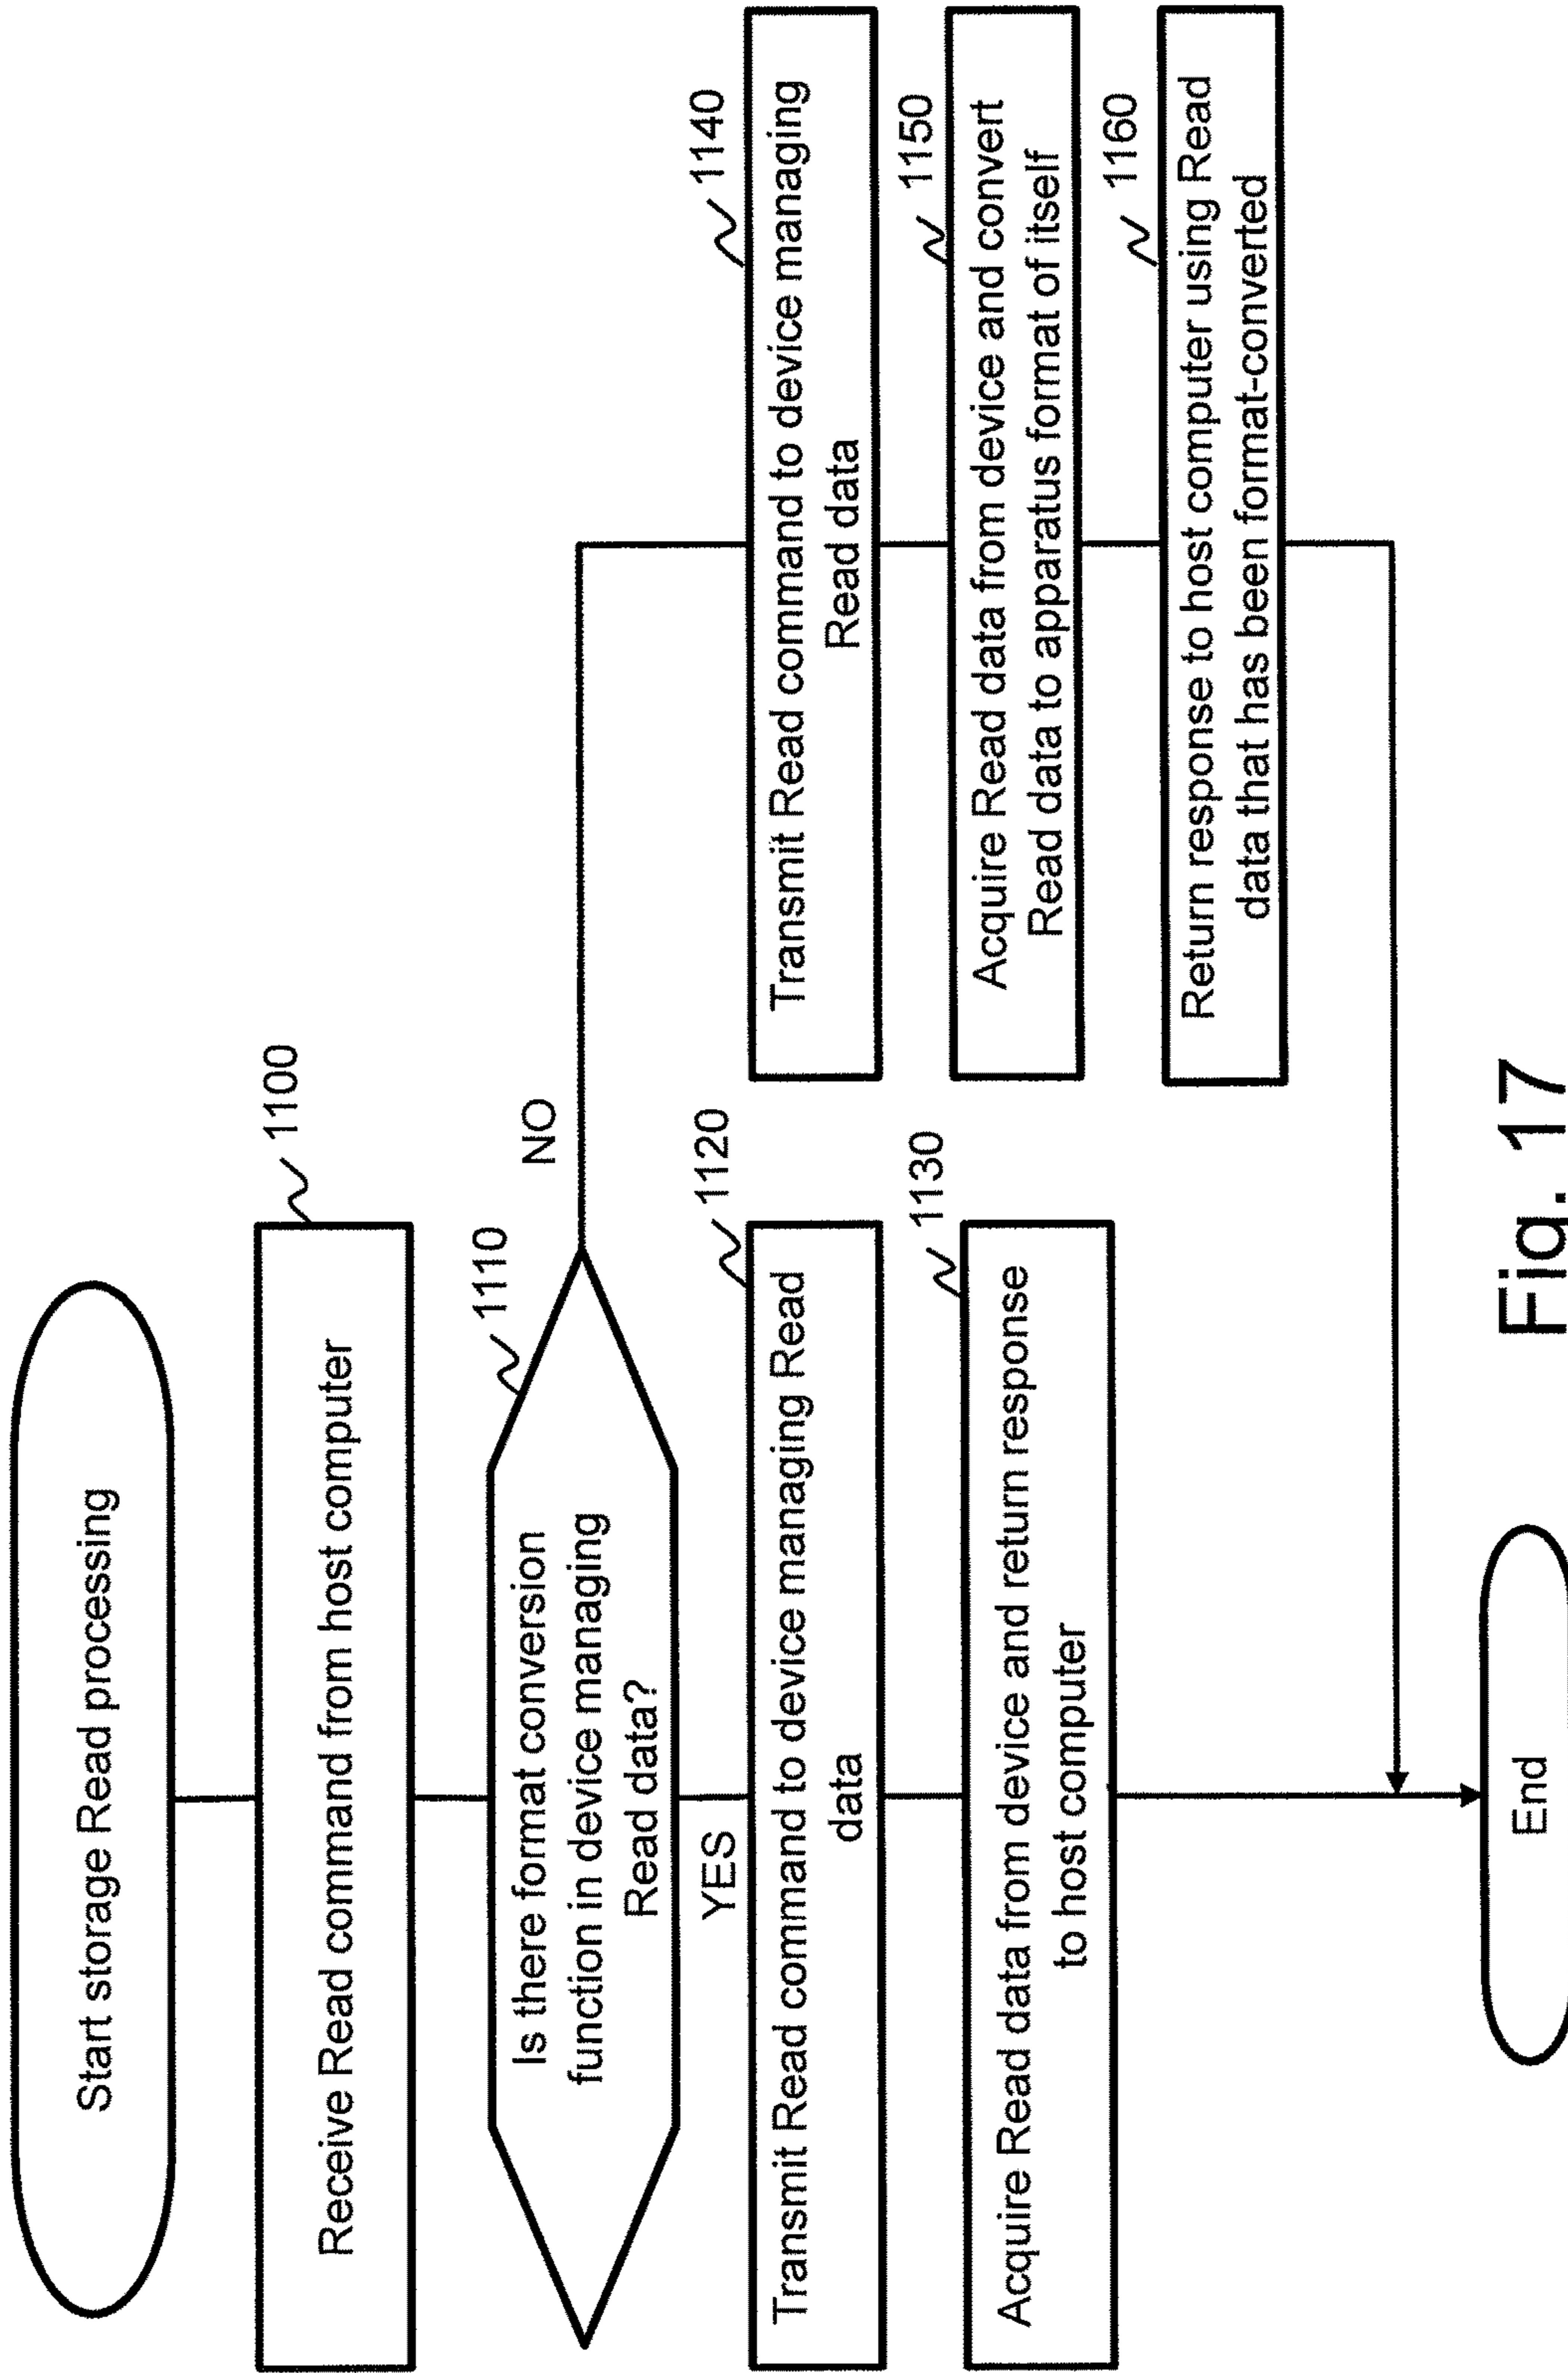 Start storage Read processing
1100
Receive Read command from host computer
1110
Is there format conversion
function in device managing
Read data?
NO
YES
1120
Transmit Read command to device managing Read
data
1130
Acquire Read data from device and return response
to host computer
1140
Transmit Read command to device managing
Read data
1150
Acquire Read data from device and convert
Read data to apparatus format of itself
1160
Return response to host computer using Read
data that has been format-converted
End
Fig. 17